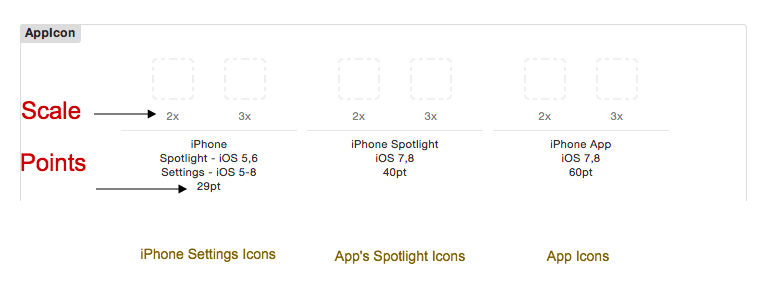 AppIcon
Scale
2x 3x 2x 3x 2x 3x
Points
iPhone
Spotlight - iOS 5,6
Settings - iOS 5-8
29pt
iPhone Spotlight
iOS 7,8
40pt
iPhone App
iOS 7,8
60pt
iPhone Settings Icons
App's Spotlight Icons
App Icons